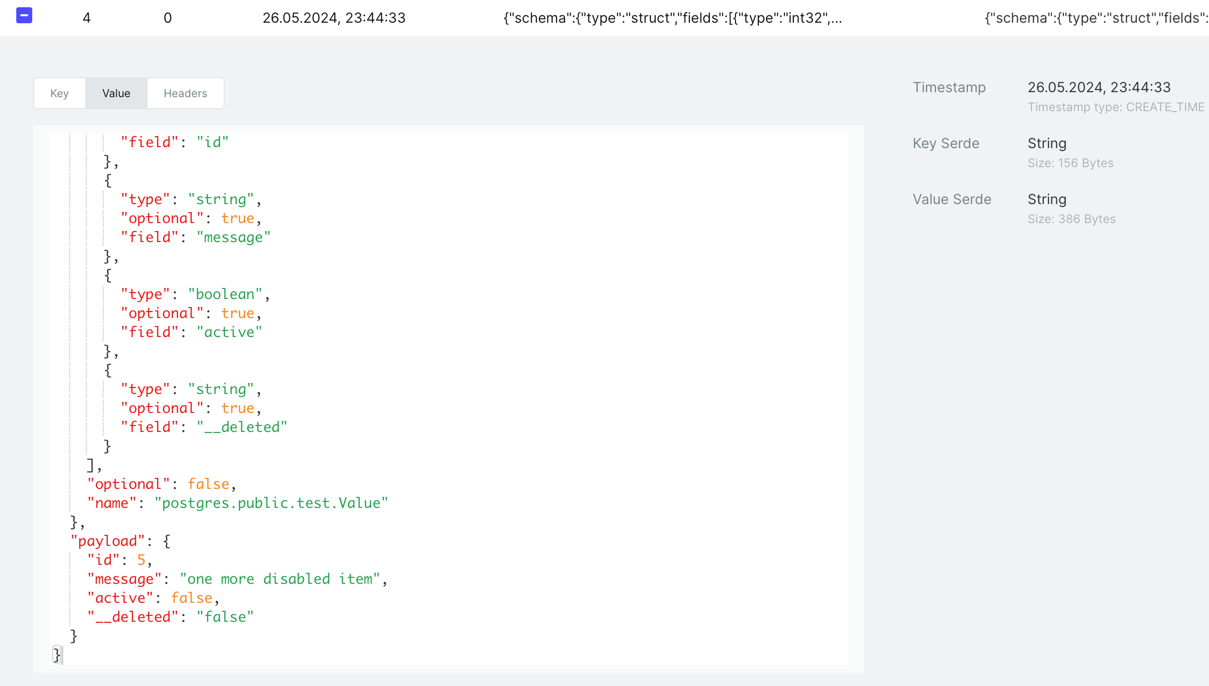 4 0 26.05.2024, 23:44:33 {"schema":{"type":"struct","fields":[{"type":"int32",... {"schema":{"type":"struct","fields":
Key Value Headers
Timestamp 26.05.2024, 23:44:33
Timestamp type: CREATE_TIME
Key Serde String
Size: 156 Bytes
Value Serde String
Size: 386 Bytes
"field": "id"
},
{
"type": "string",
"optional": true,
"field": "message"
},
{
"type": "boolean",
"optional": true,
"field": "active"
},
{
"type": "string",
"optional": true,
"field": "__deleted"
}
],
"optional": false,
"name": "postgres.public.test.Value"
},
"payload": {
"id": 5,
"message": "one more disabled item",
"active": false,
"__deleted": "false"
}
}